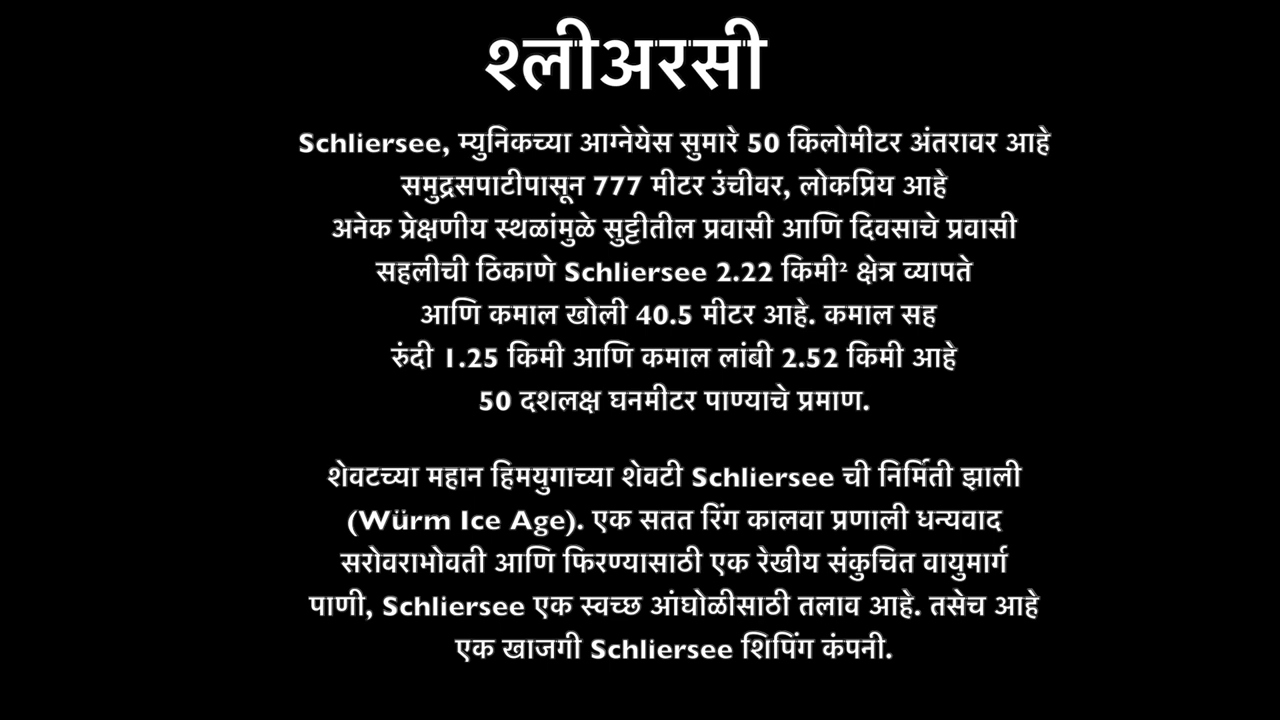 श्लीअरसी
Schliersee, म्युनिकच्या आग्नेयेस सुमारे 50 किलोमीटर अंतरावर आहे
समुद्रसपाटीपासून 777 मीटर उंचीवर, लोकप्रिय आहे
अनेक प्रेक्षणीय स्थळांमुळे सुट्टीतील प्रवासी आणि दिवसाचे प्रवासी
सहलीची ठिकाणे Schliersee 2.22 किमी² क्षेत्र व्यापते
आणि कमाल खोली 40.5 मीटर आहे. कमाल सह
रुंदी 1.25 किमी आणि कमाल लांबी 2.52 किमी आहे
50 दशलक्ष घनमीटर पाण्याचे प्रमाण.
शेवटच्या महान हिमयुगाच्या शेवटी Schliersee ची निर्मिती झाली
(Würm Ice Age). एक सतत रिंग कालवा प्रणाली धन्यवाद
सरोवराभोवती आणि फिरण्यासाठी एक रेखीय संकुचित वायुमार्ग
पाणी, Schliersee एक स्वच्छ आंघोळीसाठी तलाव आहे. तसेच आहे
एक खाजगी Schliersee शिपिंग कंपनी.